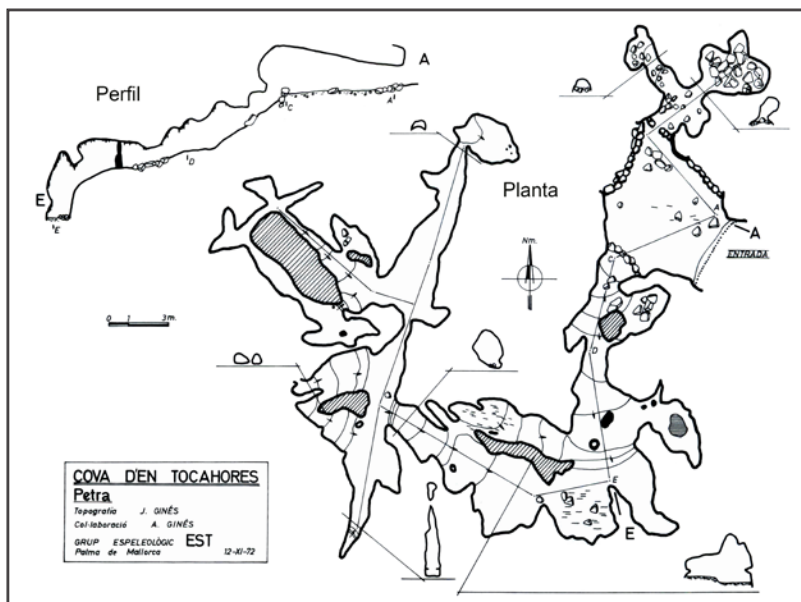 A
Perfil
C
A
D
E
E
Planta
A
A
ENTRADA
Nm.
C
0 1 3m.
D
E
E
COVA D'EN TOCAHORES
Petra
Topografia J. GINÉS
Col·laboració A. GINÉS
GRUP ESPELEOLÒGIC EST
Palma de Mallorca 12-XI-72